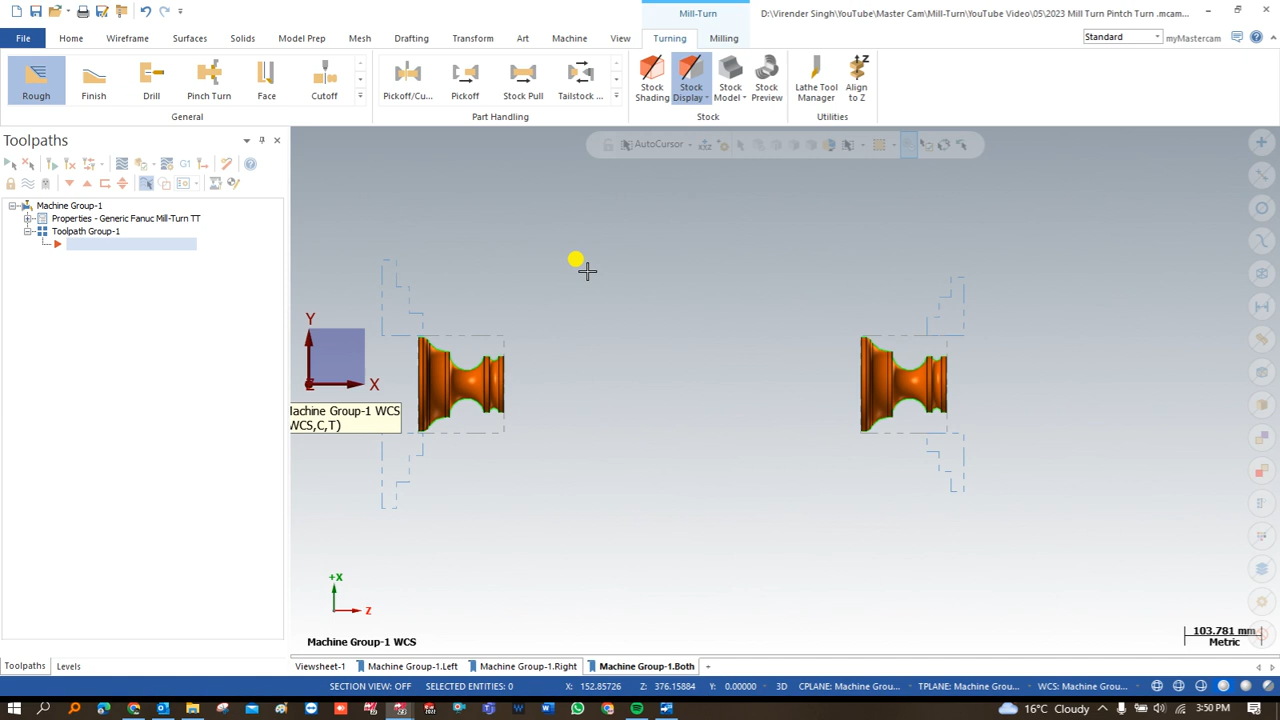 Mill-Turn
D:\Virender Singh\YouTube\Master Cam\Mill-Turn\YouTube Video\05\2023 Mill Turn Pintch Turn .mcam...
File Home Wireframe Surfaces Solids Model Prep Mesh Drafting Transform Art Machine View Turning Milling
Standard myMastercam
Rough Finish Drill Pinch Turn Face Cutoff
Pickoff/Cu... Pickoff Stock Pull Tailstock ...
Stock Shading Stock Display Stock Model Stock Preview
Lathe Tool Manager Align to Z
General Part Handling Stock Utilities
Toolpaths
AutoCursor
G1
Machine Group-1
Properties - Generic Fanuc Mill-Turn TT
Toolpath Group-1
Y
X
Z
Machine Group-1 WCS
WCS,C,T)
+X
Z
Machine Group-1 WCS
103.781 mm
Metric
Toolpaths Levels
Viewsheet-1 Machine Group-1.Left Machine Group-1.Right Machine Group-1.Both +
SECTION VIEW: OFF SELECTED ENTITIES: 0 X: 152.85726 Z: 376.15884 Y: 0.00000 3D CPLANE: Machine Grou... TPLANE: Machine Grou... WCS: Machine Grou...
16°C Cloudy 3:50 PM